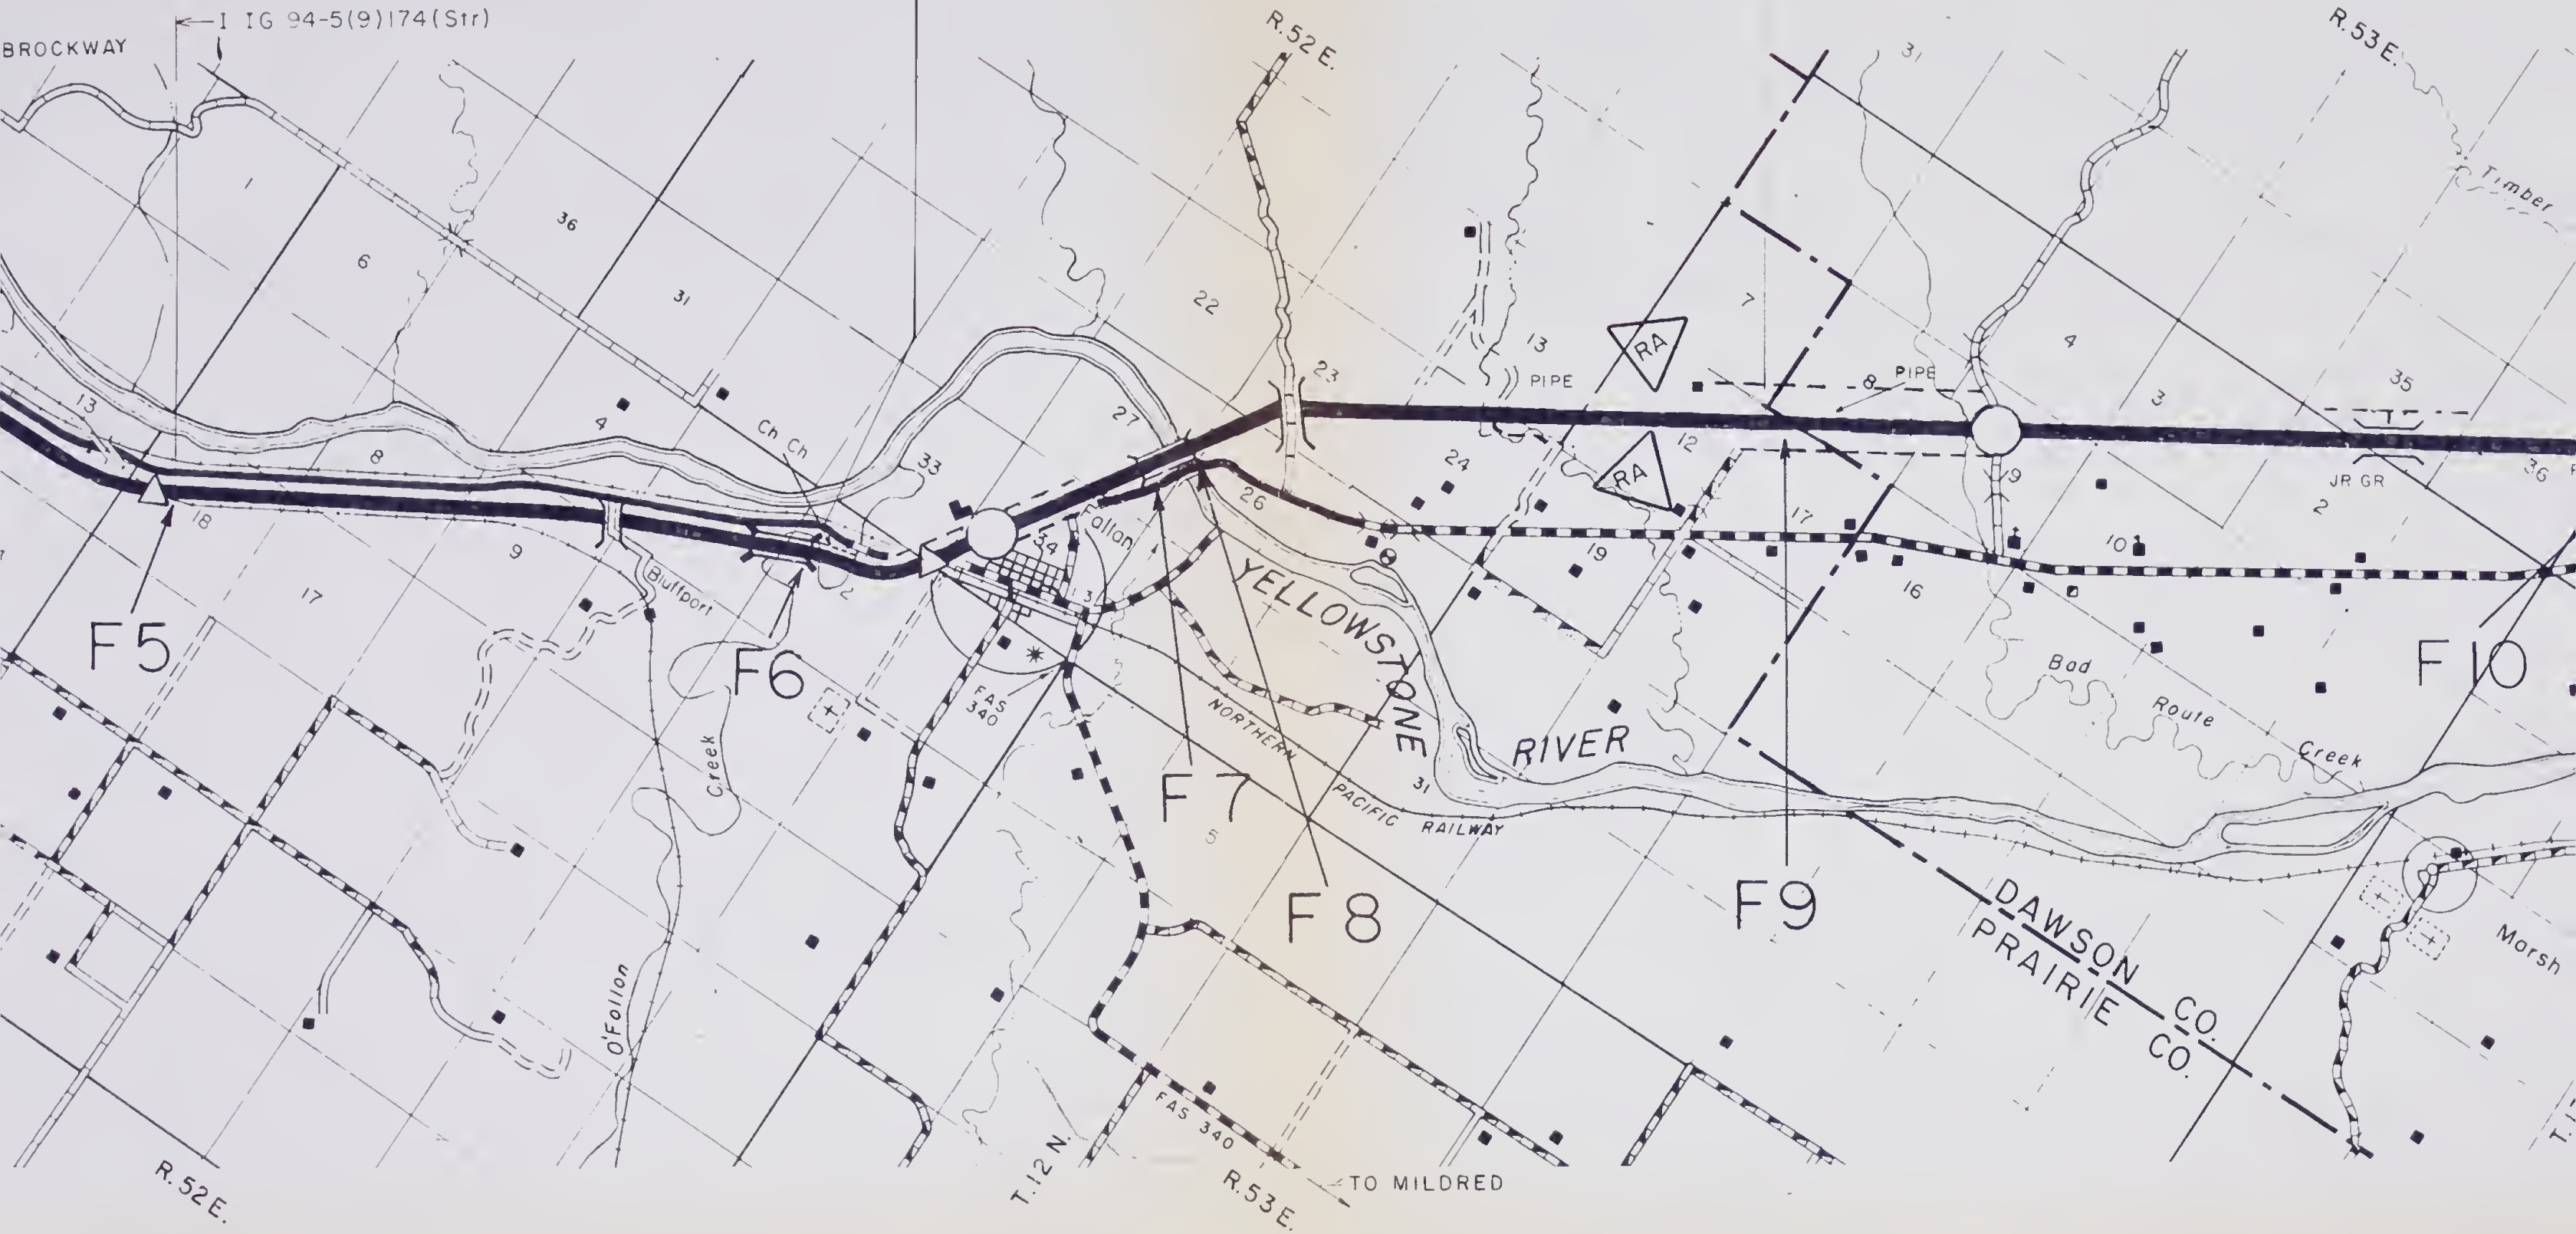 I IG 94-5(9)174(Str)
BROCKWAY
R.52 E.
R.53 E.
31
Timber
1
36
6
31
22
7
13
RA
4
23
PIPE
8
PIPE
35
3
13
4
Ch Ch
27
12
33
24
RA
36
8
9
JR GR
2
18
26
9
34
Fallon
17
19
10
17
Bluffport
3
2
16
YELLOWSTONE
RIVER
F5
F6
FAS
340
Bad
Route
Creek
F10
NORTHERN
PACIFIC
RAILWAY
31
Creek
F7
5
F8
F9
DAWSON CO.
PRAIRIE CO.
Marsh
O'Fallon
FAS 340
T.12 N.
R.52E.
R.53 E.
TO MILDRED